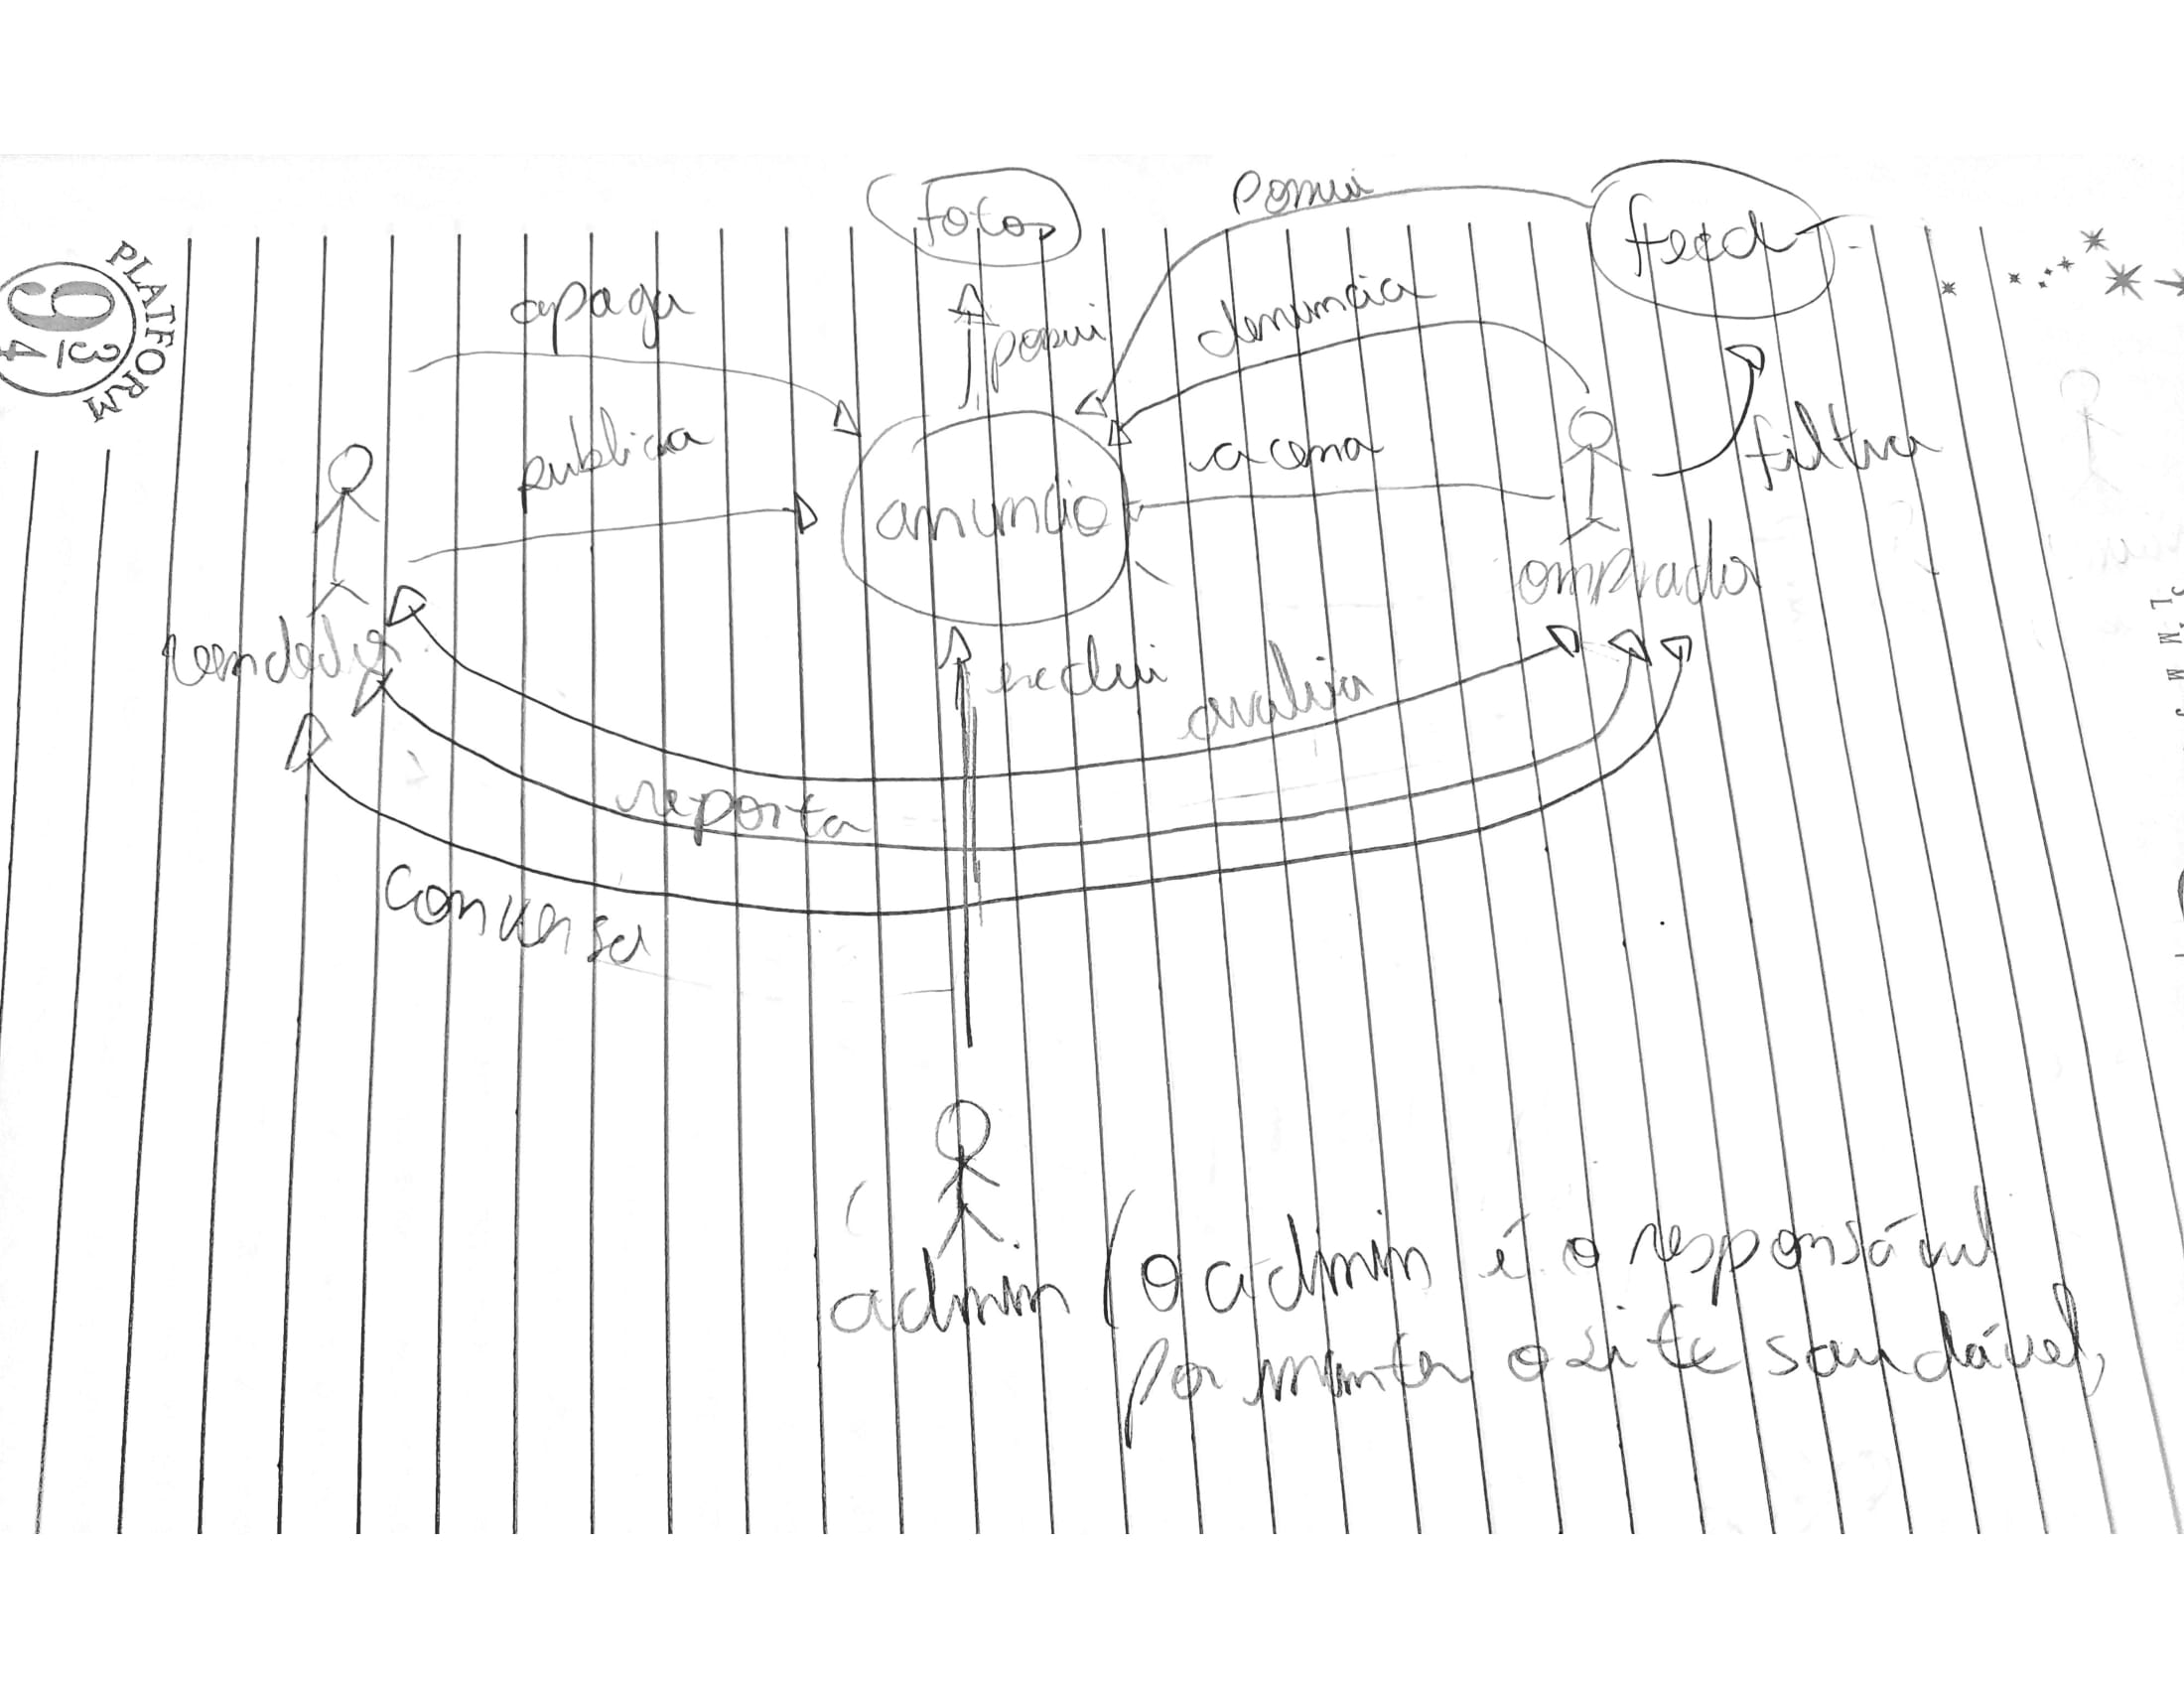 PLATFORM
9 3/4
fotos
possui
feed
apaga
possui
denuncia
publica
acessa
filtra
anuncio
comprador
vendedor
exclui
avalia
reporta
conversa
admin (o admin é o responsável
por manter o site saudável)